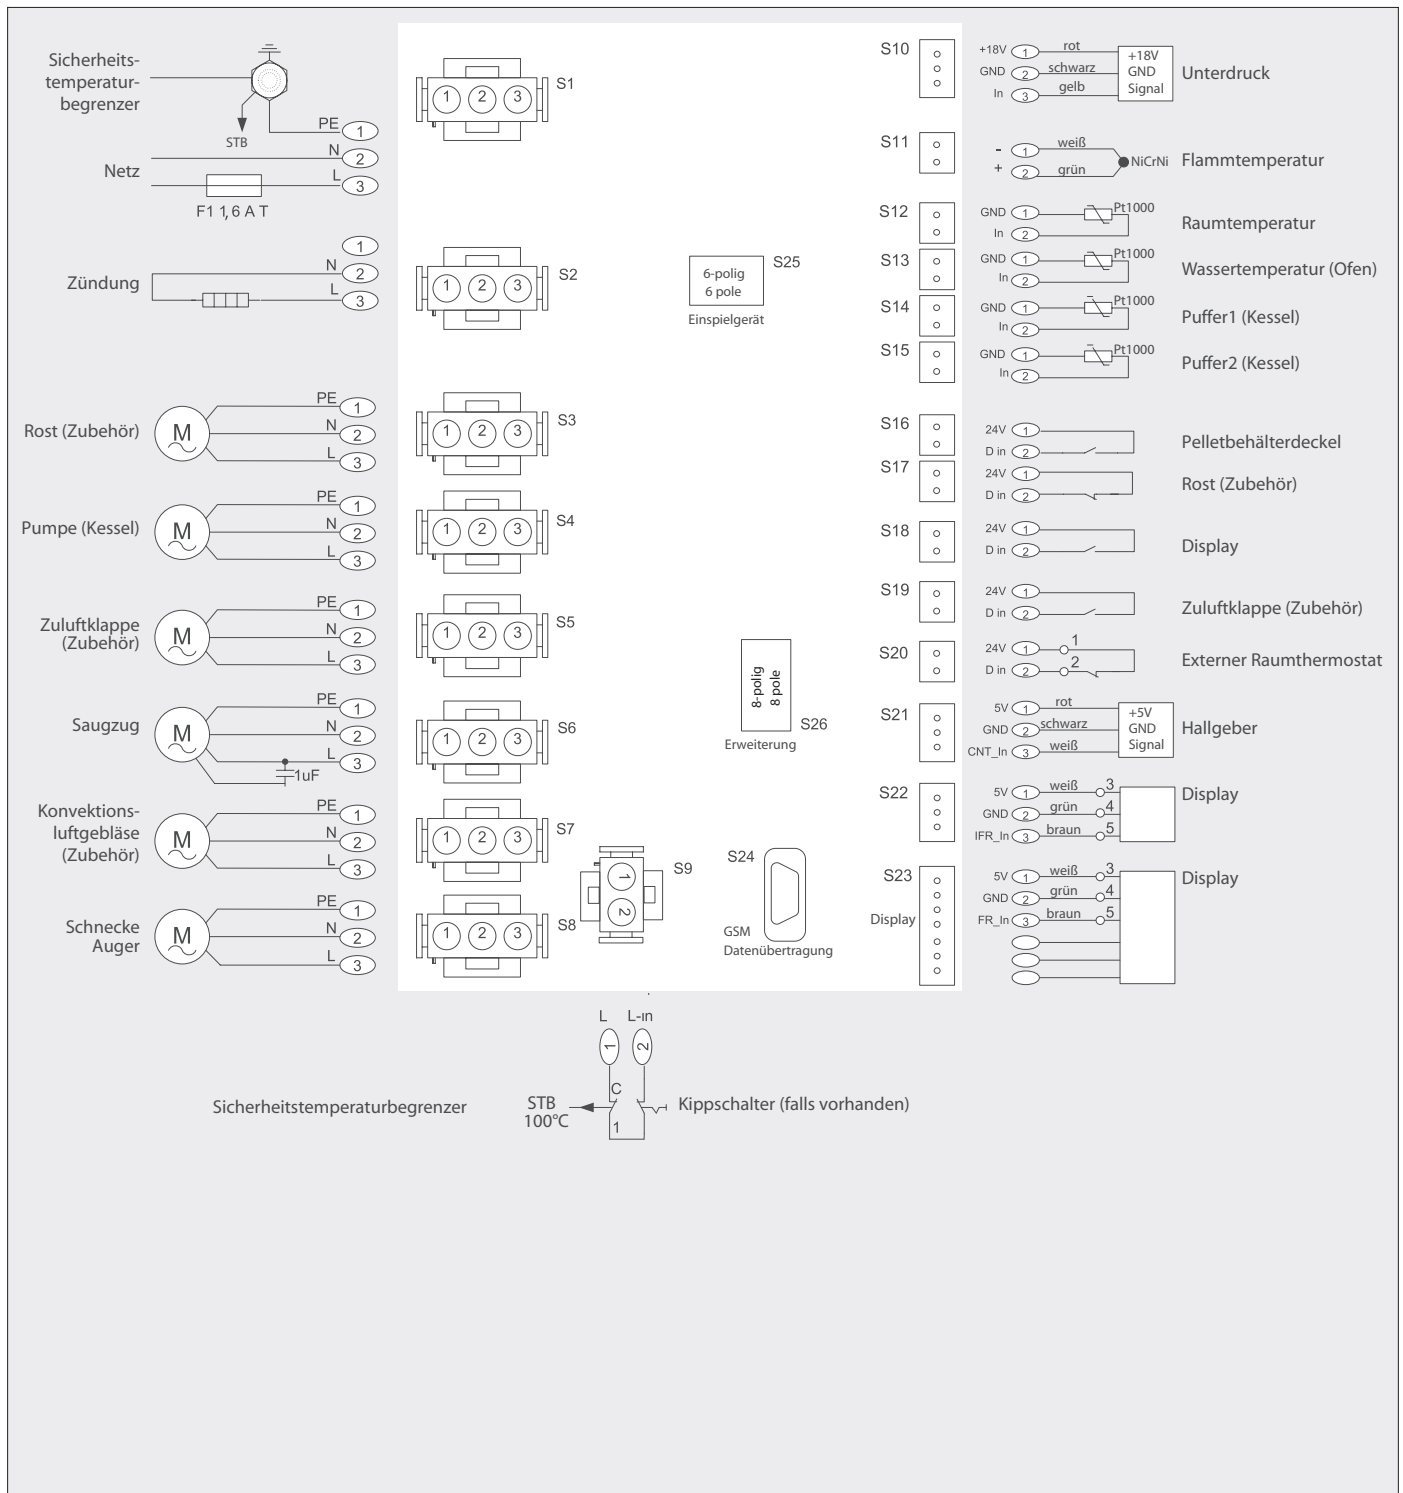 Sicherheits-
temperatur-
begrenzer
STB
PE 1
N 2
L 3
Netz
F1 1,6 A T
Zündung
1
N 2
L 3
Rost (Zubehör)
M
PE 1
N 2
L 3
Pumpe (Kessel)
M
PE 1
N 2
L 3
Zuluftklappe
(Zubehör)
M
PE 1
N 2
L 3
Saugzug
M
PE 1
N 2
L 3
1uF
Konvektions-
luftgebläse
(Zubehör)
M
PE 1
N 2
L 3
Schnecke
Auger
M
PE 1
N 2
L 3
1 2 3 S1
1 2 3 S2
1 2 3 S3
1 2 3 S4
1 2 3 S5
1 2 3 S6
1 2 3 S7
1 2 3 S8
1 2 S9
6-polig
6 pole
S25
Einspielgerät
8-polig
8 pole
S26
Erweiterung
S24
GSM
Datenübertragung
S10
S11
S12
S13
S14
S15
S16
S17
S18
S19
S20
S21
S22
S23
Display
+18V 1 rot +18V
GND 2 schwarz GND
In 3 gelb Signal
Unterdruck
- 1 weiß
+ 2 grün
NiCrNi
Flammtemperatur
GND 1 Pt1000
In 2
Raumtemperatur
GND 1 Pt1000
In 2
Wassertemperatur (Ofen)
GND 1 Pt1000
In 2
Puffer1 (Kessel)
GND 1 Pt1000
In 2
Puffer2 (Kessel)
24V 1
D in 2
Pelletbehälterdeckel
24V 1
D in 2
Rost (Zubehör)
24V 1
D in 2
Display
24V 1
D in 2
Zuluftklappe (Zubehör)
24V 1 1
D in 2 2
Externer Raumthermostat
5V 1 rot +5V
GND 2 schwarz GND
CNT_In 3 weiß Signal
Hallgeber
5V 1 weiß 3
GND 2 grün 4
IFR_In 3 braun 5
Display
5V 1 weiß 3
GND 2 grün 4
FR_In 3 braun 5
Display
L L-in
1 2
C
1
Sicherheitstemperaturbegrenzer
STB
100°C
Kippschalter (falls vorhanden)